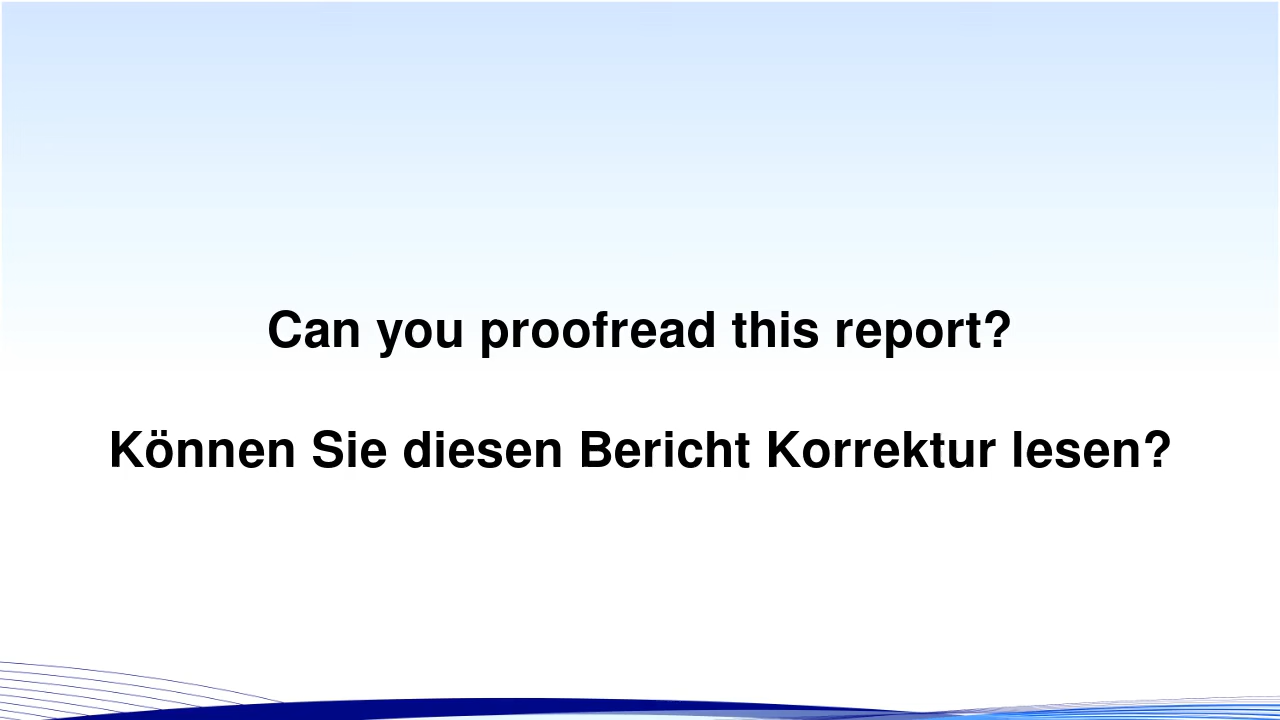 Can you proofread this report?
Können Sie diesen Bericht Korrektur lesen?